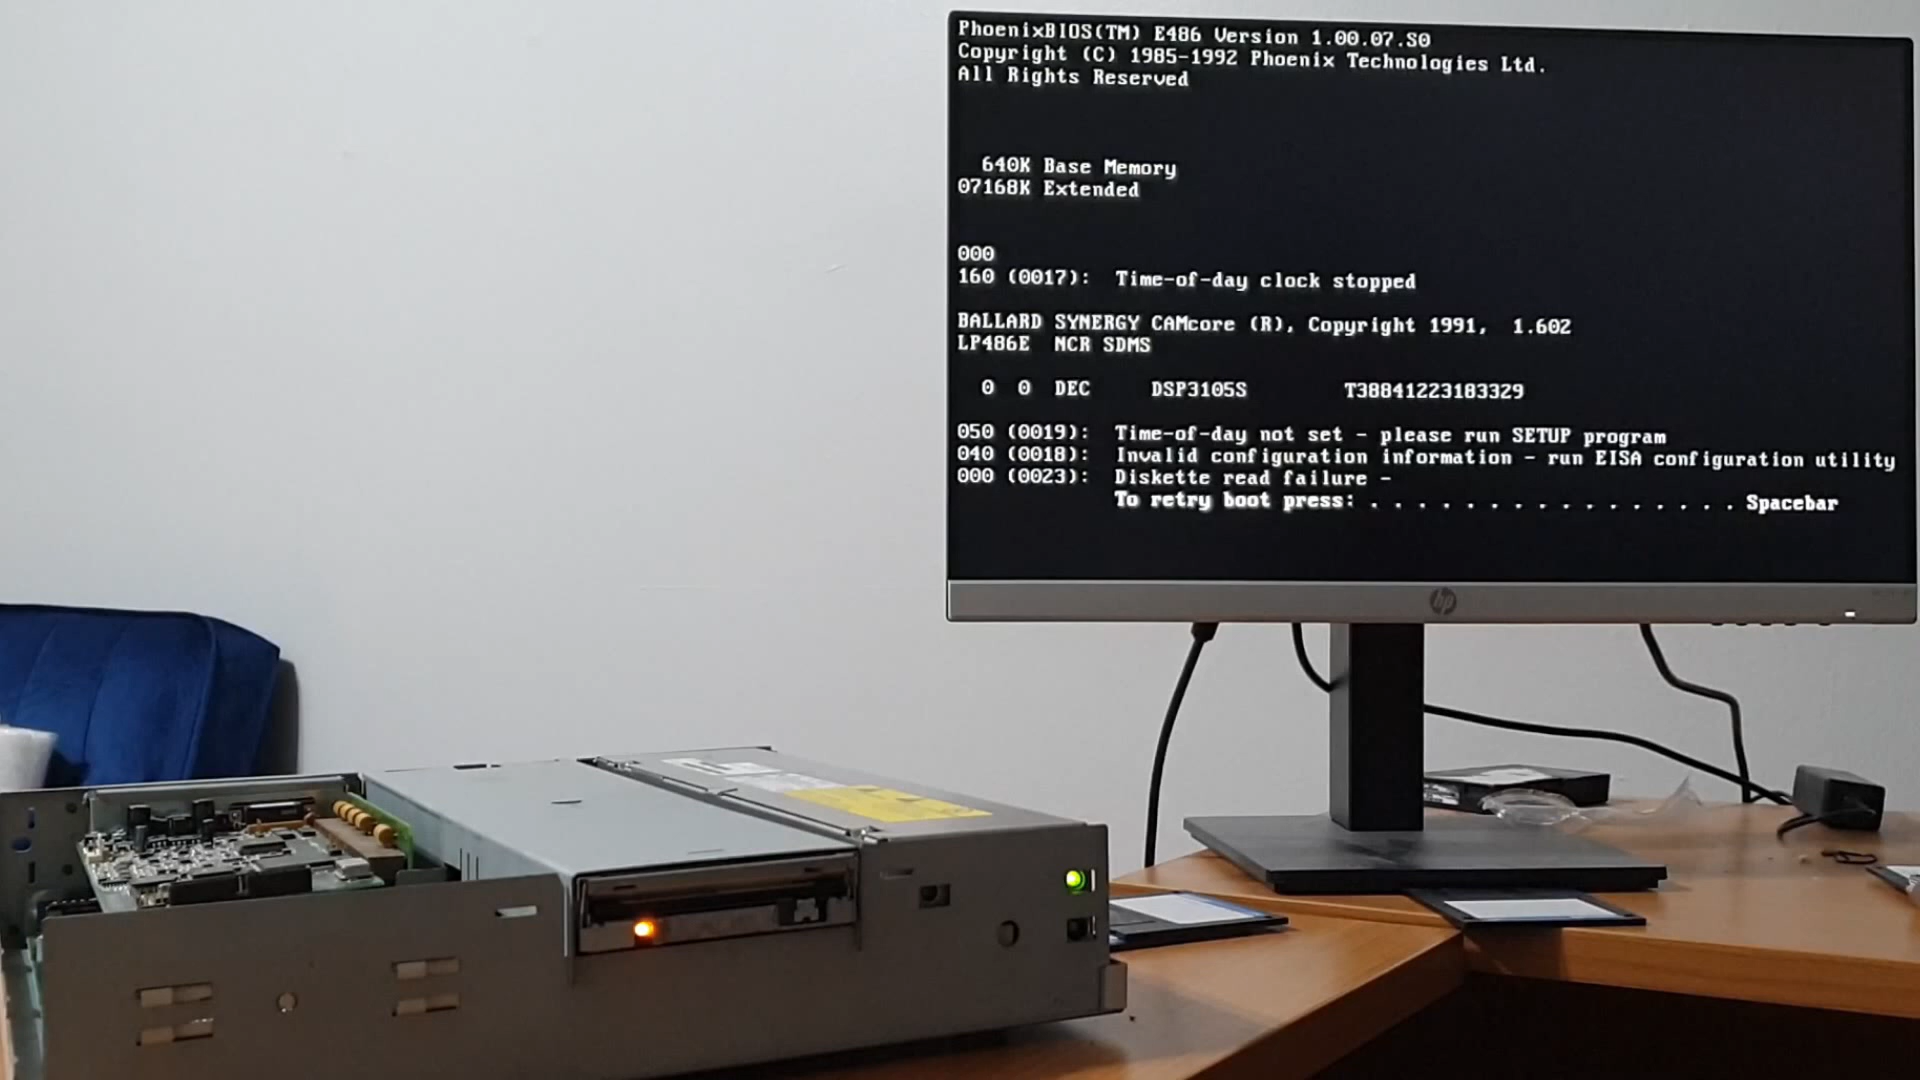 PhoenixBIOS(TM) E486 Version 1.00.07.S0
Copyright (C) 1985-1992 Phoenix Technologies Ltd.
All Rights Reserved
640K Base Memory
07168K Extended
000
160 (0017): Time-of-day clock stopped
BALLARD SYNERGY CAMcore (R), Copyright 1991, 1.602
LP486E NCR SDMS
0 0 DEC DSP3105S T38841223183329
050 (0019): Time-of-day not set - please run SETUP program
040 (0018): Invalid configuration information - run EISA configuration utility
000 (0023): Diskette read failure -
To retry boot press: . . . . . . . . . . . . . . . . Spacebar
hp